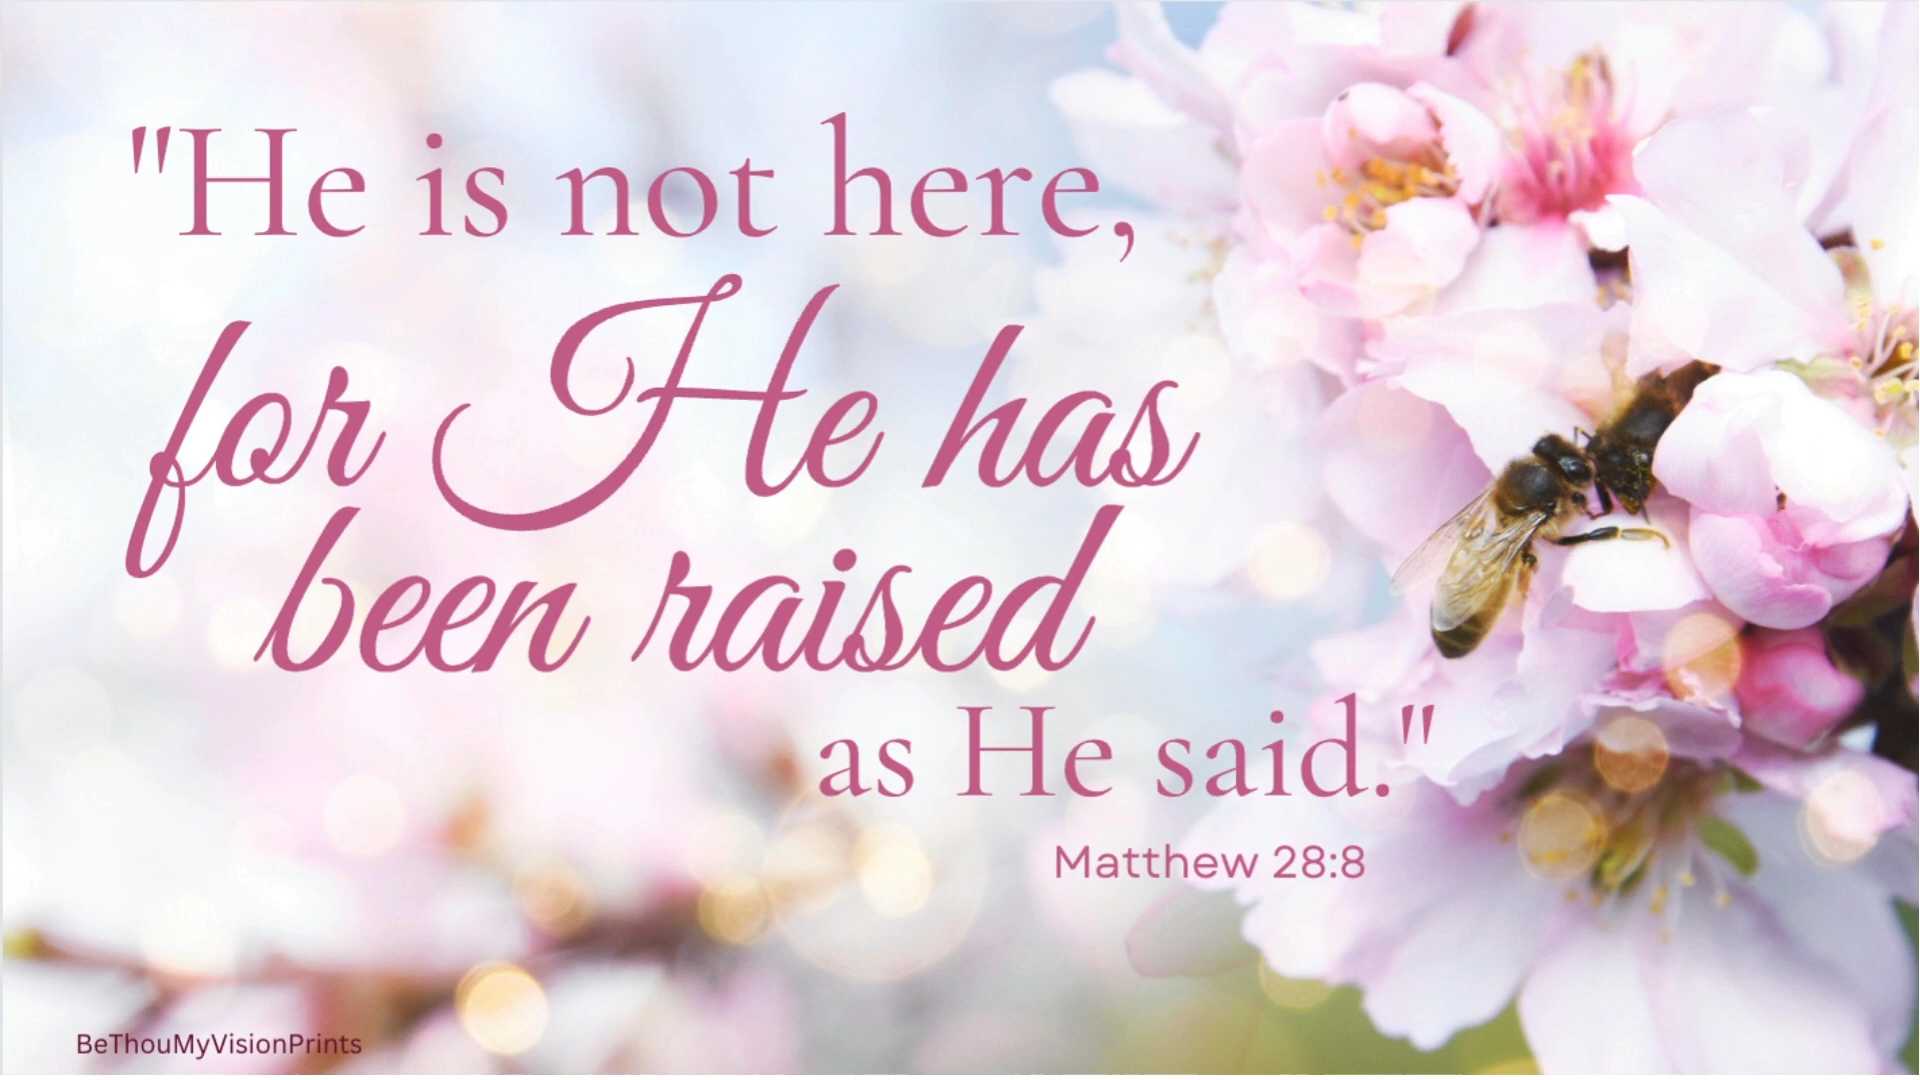 "He is not here,
for He has
been raised
as He said."
Matthew 28:8
BeThouMyVisionPrints